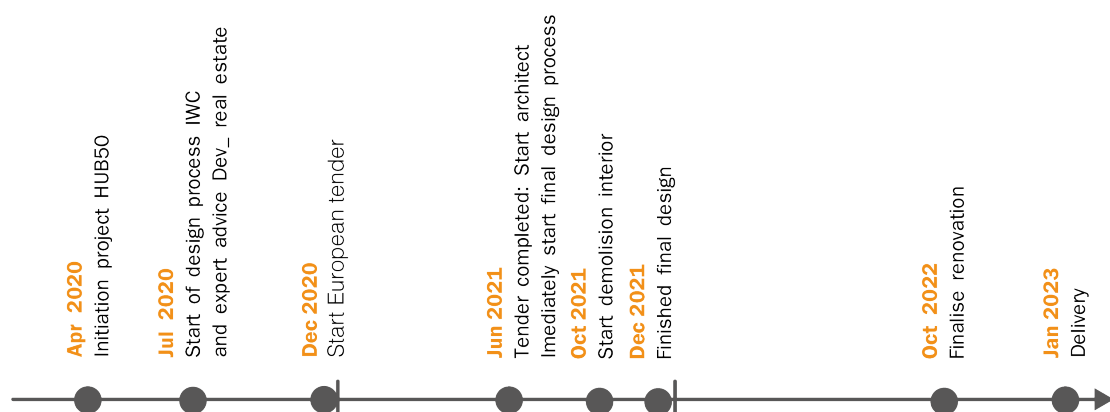 Apr 2020
Initiation project HUB50
Jul 2020
Start of design process IWC
and expert advice Dev_ real estate
Dec 2020
Start European tender
Jun 2021
Tender completed: Start architect
Imediately start final design process
Oct 2021
Start demolision interior
Dec 2021
Finished final design
Oct 2022
Finalise renovation
Jan 2023
Delivery